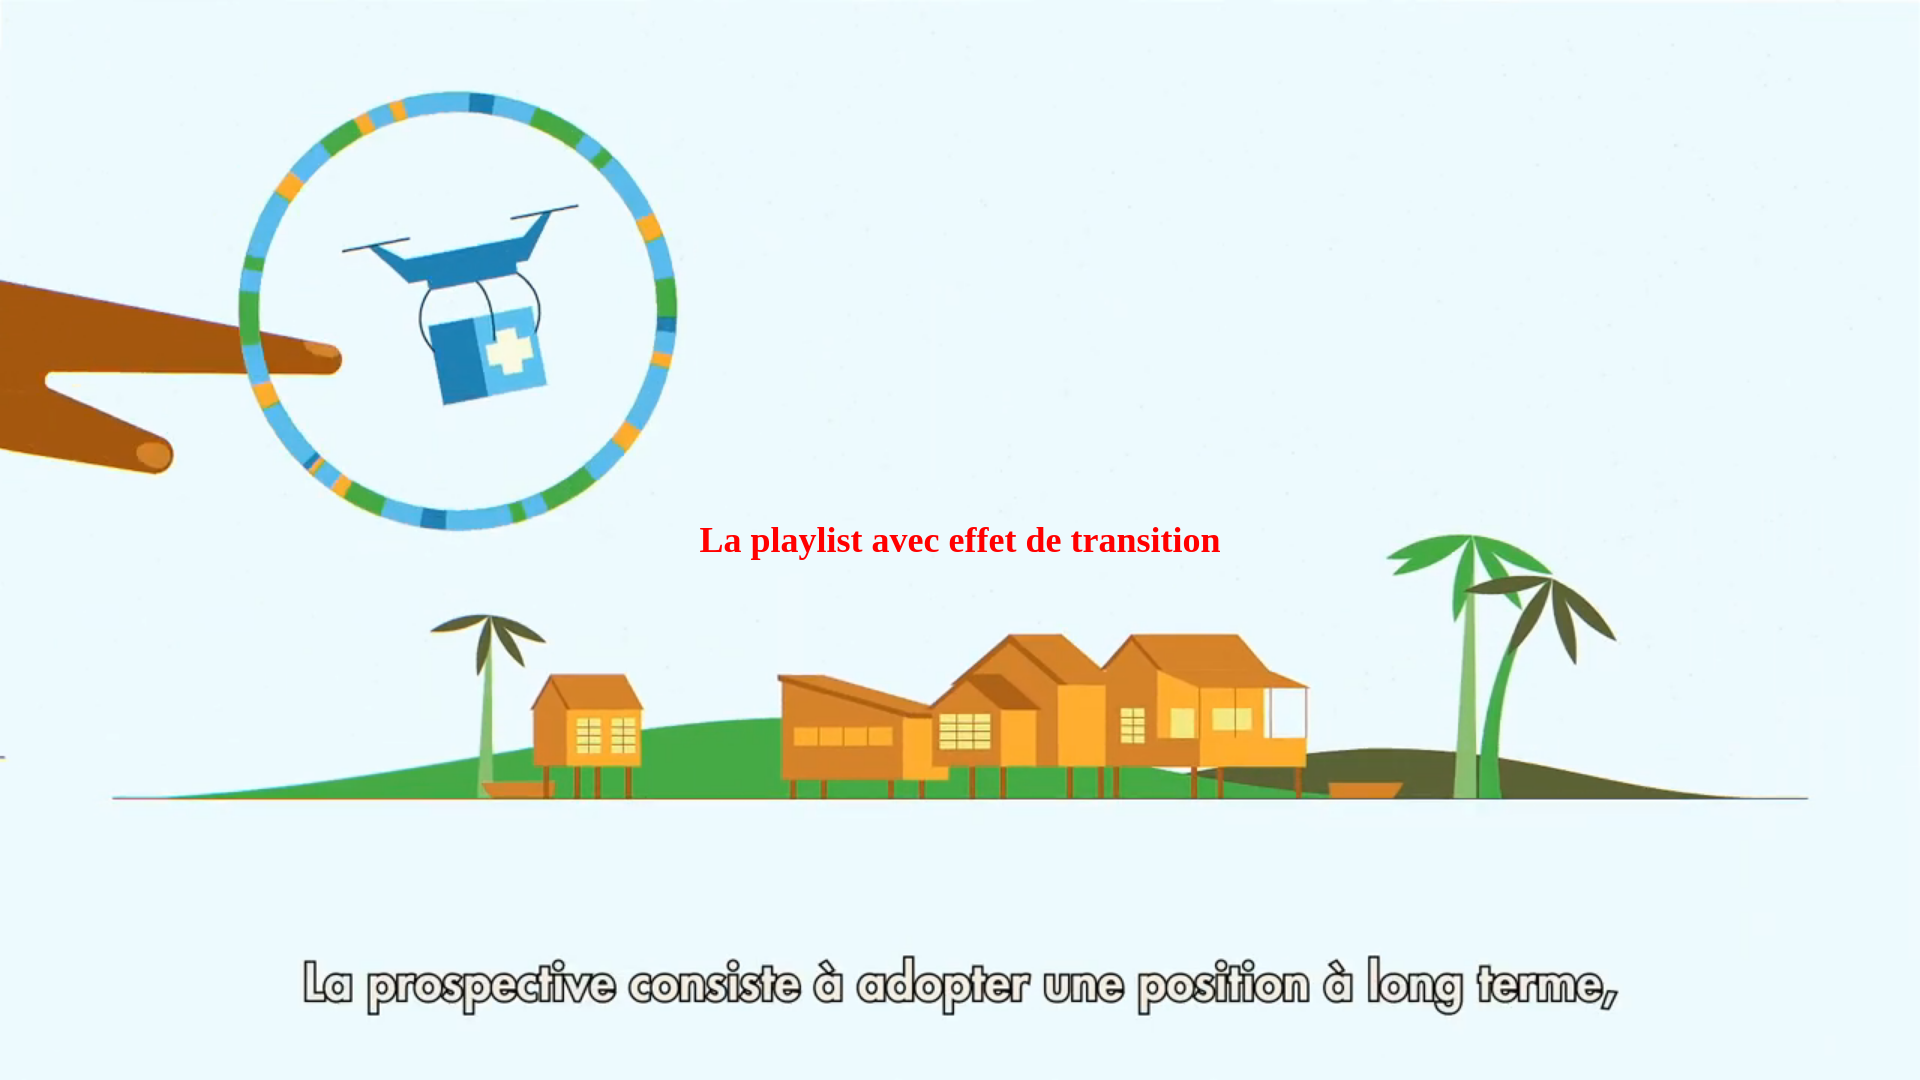 La playlist avec effet de transition
La prospective consiste à adopter une position à long terme,